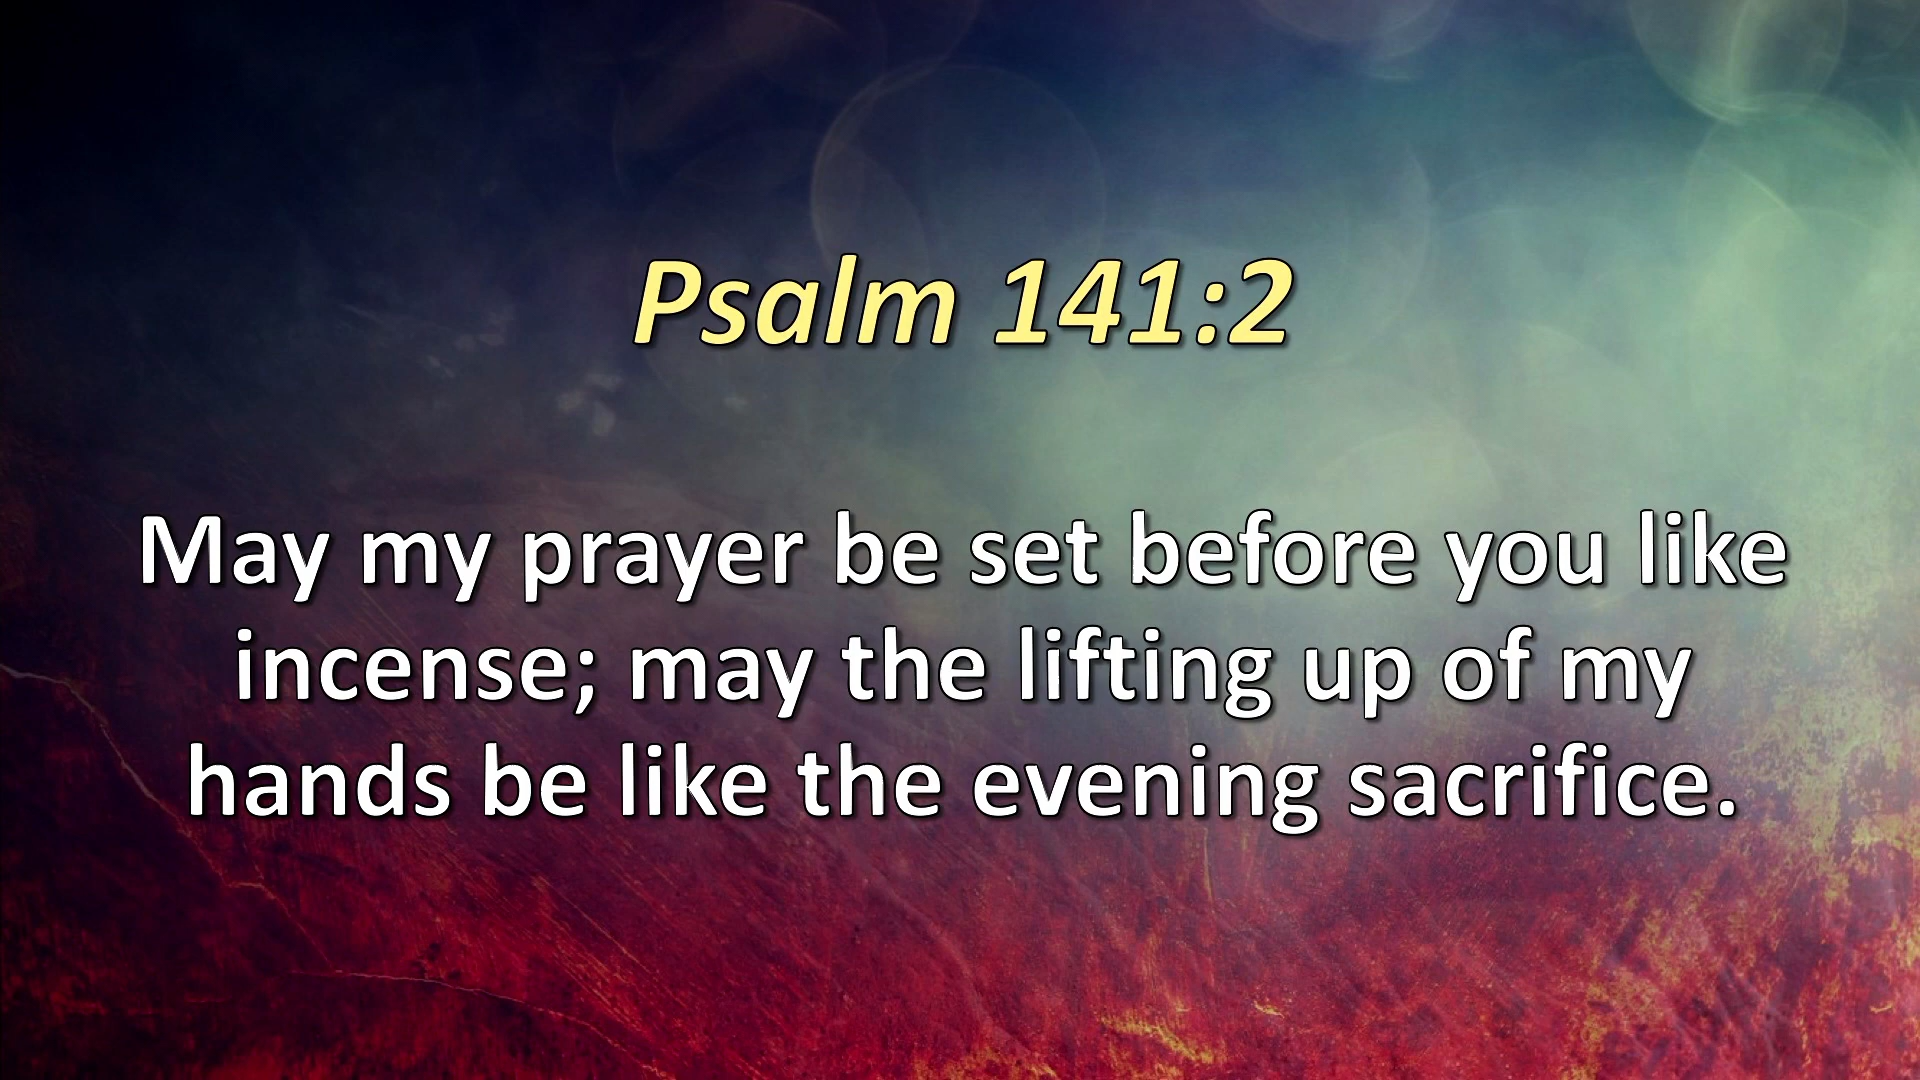 Psalm 141:2
May my prayer be set before you like
incense; may the lifting up of my
hands be like the evening sacrifice.